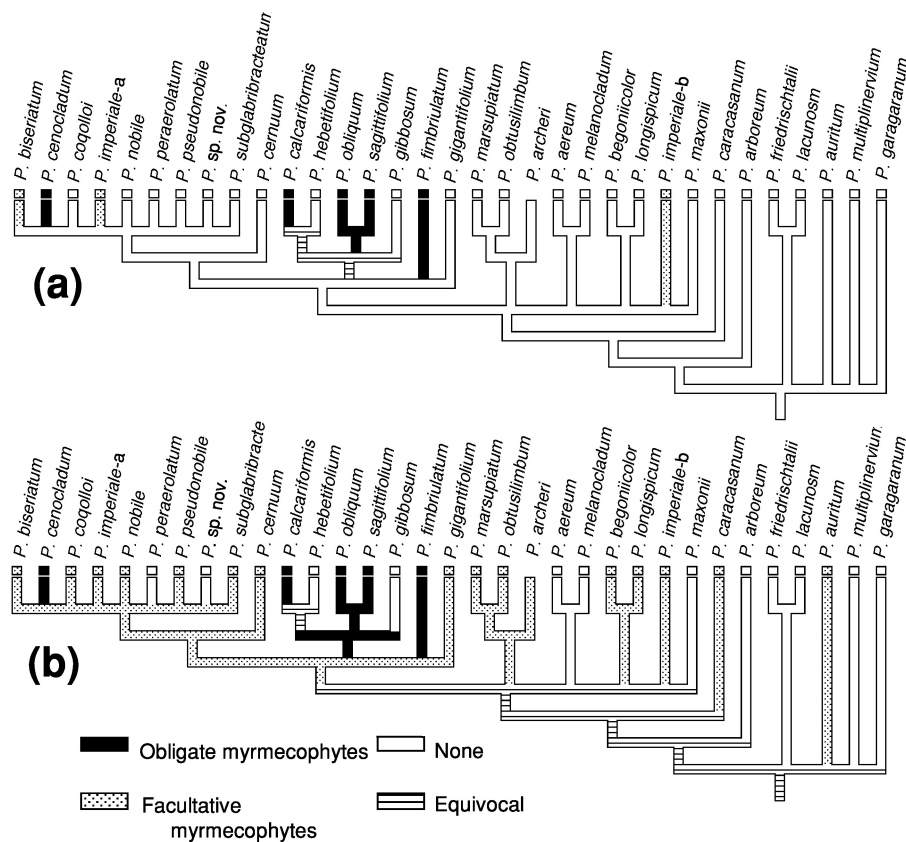 P. biseriatum
P. cenocladum
P. coqolloi
P. imperiale-a
P. nobile
P. peraerolatum
P. pseudonobile
P. sp. nov.
P. subglabribracteatun
P. cernuum
P. calcariformis
P. hebetifolium
P. obliquum
P. sagittifolium
P. gibbosum
P. fimbriulatum
P. gigantifolium
P. marsupiatum
P. obtusilimbum
P. archeri
P. aereum
P. melanocladum
P. begoniicolor
P. longispicum
P. imperiale-b
P. maxonii
P. caracasanum
P. arboreum
P. friedrischtalii
P. lacunosm
P. auritum
P. multiplinervium
P. garagaranum
(a)
P. biseriatum
P. cenocladum
P. coqolloi
P. imperiale-a
P. nobile
P. peraerolatum
P. pseudonobile
P. sp. nov.
P. subglabribracte
P. cernuum
P. calcariformis
P. hebetifolium
P. obliquum
P. sagittifolium
P. gibbosum
P. fimbriulatum
P. gigantifolium
P. marsupiatum
P. obtusilimbum
P. archeri
P. aereum
P. melanocladum
P. begoniicolor
P. longispicum
P. imperiale-b
P. maxonii
P. caracasanum
P. arboreum
P. friedrischtalii
P. lacunosm
P. auritum
P. multiplinervium
P. garagaranum
(b)
Obligate myrmecophytes
None
Facultative
myrmecophytes
Equivocal